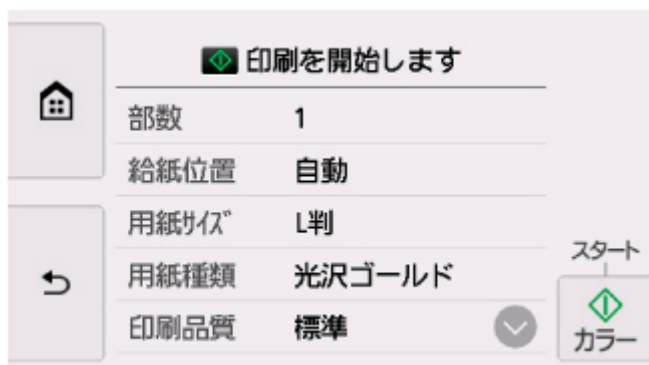 印刷を開始します
部数 1
給紙位置 自動
用紙ｻｲｽﾞ L判
用紙種類 光沢ゴールド
印刷品質 標準
スタート
カラー